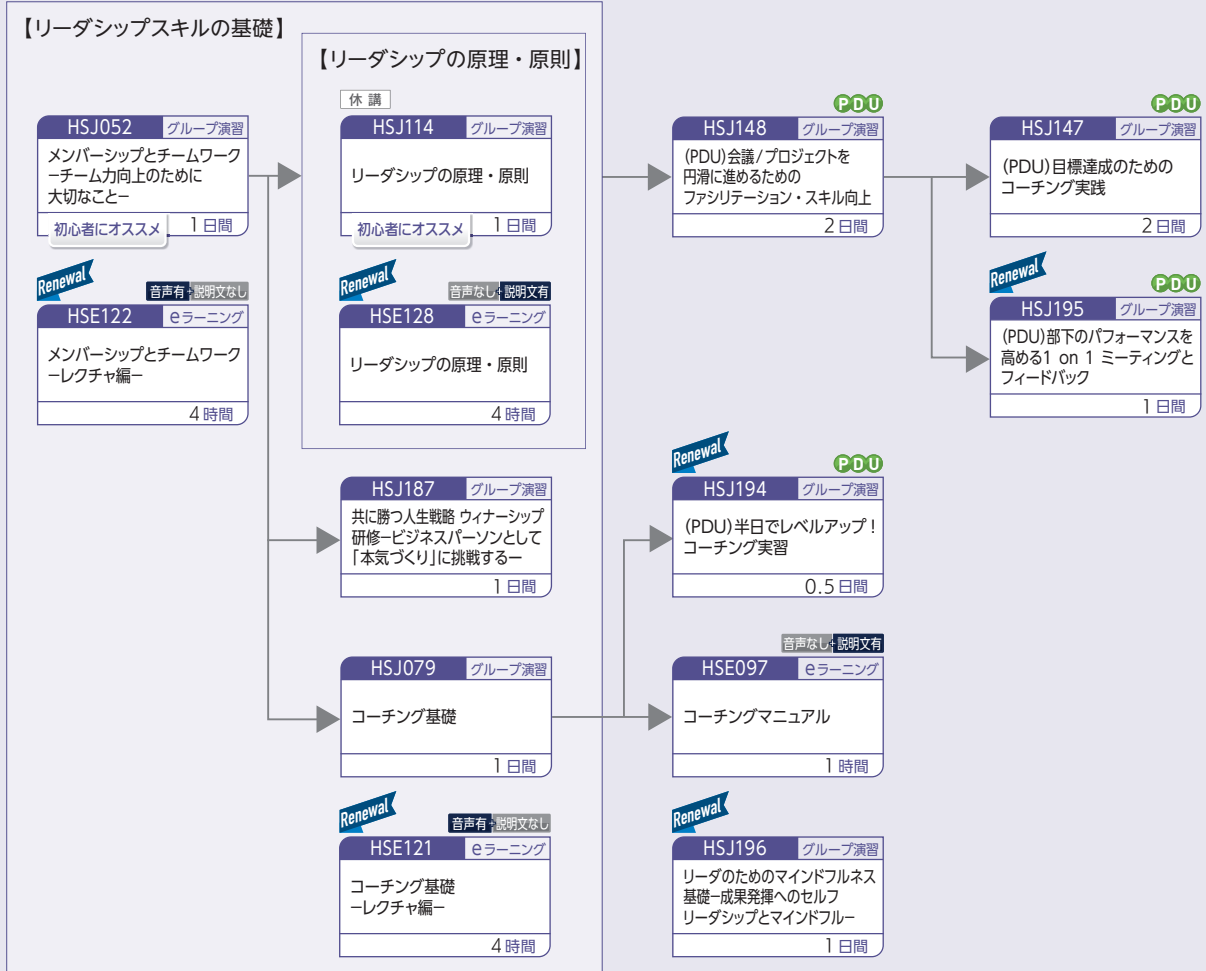 【リーダシップスキルの基礎】
【リーダシップの原理・原則】
HSJ052 グループ演習
メンバーシップとチームワーク
－チーム力向上のために
大切なこと－
初心者にオススメ 1日間
Renewal
音声有+説明文なし
HSE122 eラーニング
メンバーシップとチームワーク
－レクチャ編－
4時間
休講
HSJ114 グループ演習
リーダシップの原理・原則
初心者にオススメ 1日間
Renewal
音声なし+説明文有
HSE128 eラーニング
リーダシップの原理・原則
4時間
HSJ187 グループ演習
共に勝つ人生戦略 ウィナーシップ
研修－ビジネスパーソンとして
「本気づくり」に挑戦するー
1日間
HSJ079 グループ演習
コーチング基礎
1日間
Renewal
音声有+説明文なし
HSE121 eラーニング
コーチング基礎
－レクチャ編－
4時間
PDU
HSJ148 グループ演習
(PDU)会議/プロジェクトを
円滑に進めるための
ファシリテーション・スキル向上
2日間
Renewal
PDU
HSJ194 グループ演習
(PDU)半日でレベルアップ！
コーチング実習
0.5日間
音声なし+説明文有
HSE097 eラーニング
コーチングマニュアル
1時間
Renewal
HSJ196 グループ演習
リーダのためのマインドフルネス
基礎－成果発揮へのセルフ
リーダシップとマインドフル－
1日間
PDU
HSJ147 グループ演習
(PDU)目標達成のための
コーチング実践
2日間
Renewal
PDU
HSJ195 グループ演習
(PDU)部下のパフォーマンスを
高める1 on 1 ミーティングと
フィードバック
1日間